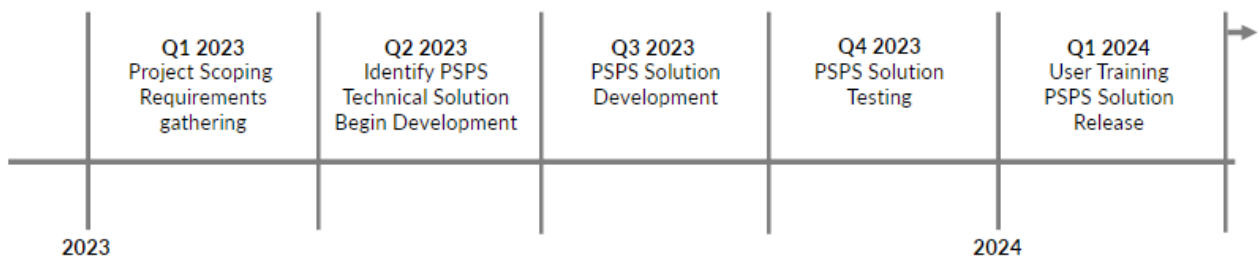 Q1 2023
Project Scoping
Requirements
gathering
Q2 2023
Identify PSPS
Technical Solution
Begin Development
Q3 2023
PSPS Solution
Development
Q4 2023
PSPS Solution
Testing
Q1 2024
User Training
PSPS Solution
Release
2023
2024